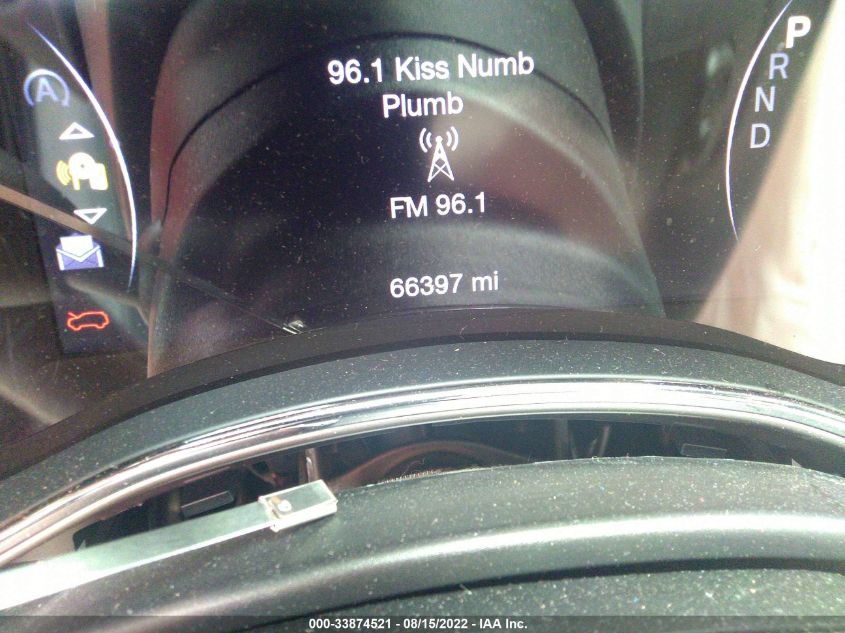 96.1 Kiss Numb
Plumb
FM 96.1
66397 mi
A
P
P
R
N
D
000-33874521 - 08/15/2022 - IAA Inc.